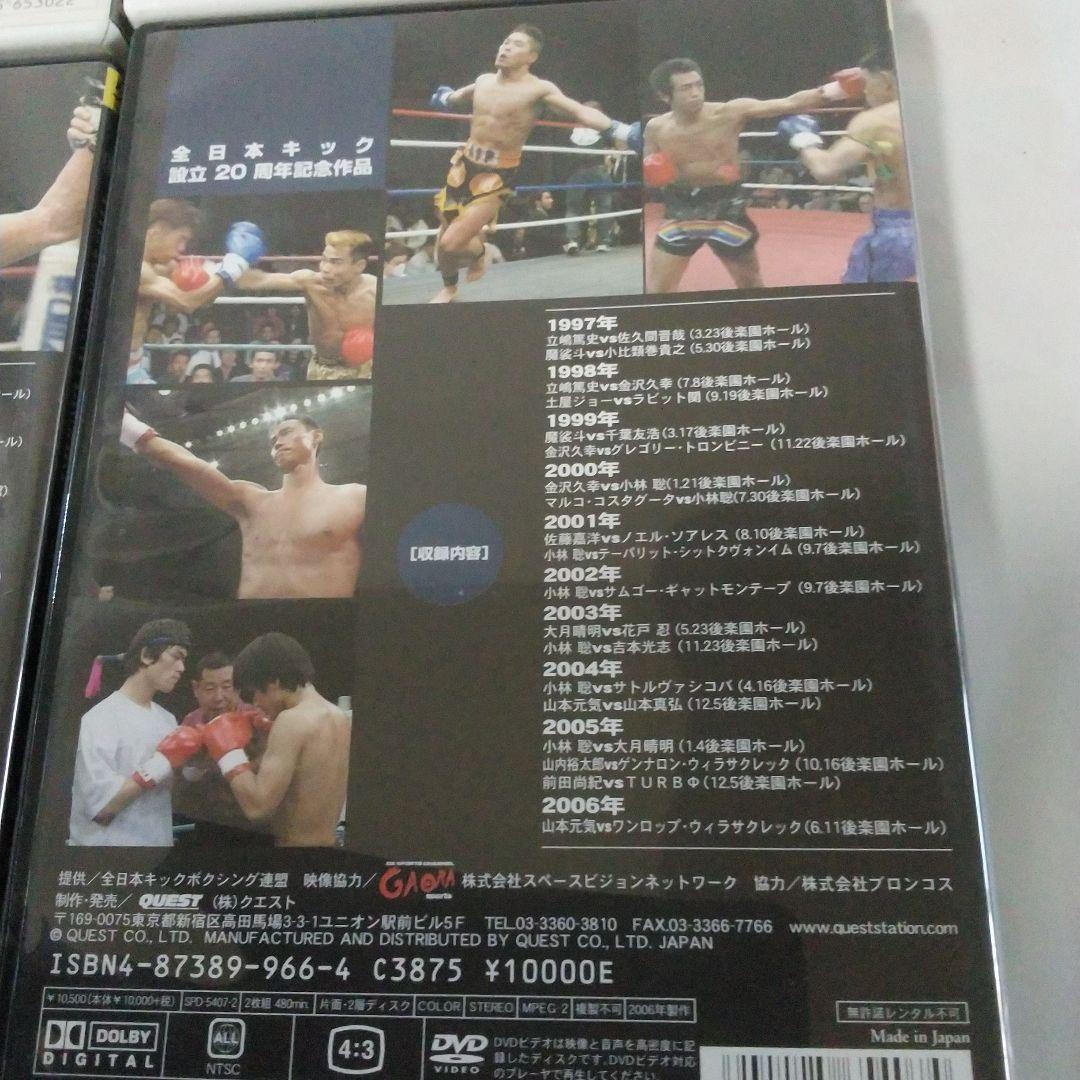 653022
全日本キック
設立20周年記念作品
1997年
立嶋篤史vs佐久間晋哉(3.23後楽園ホール)
魔裟斗vs小比類巻貴之(5.30後楽園ホール)
1998年
立嶋篤史vs金沢久幸(7.8後楽園ホール)
土屋ジョーvsラビット関(9.19後楽園ホール)
1999年
魔裟斗vs千葉友浩(3.17後楽園ホール)
金沢久幸vsグレゴリー・トロンビニー(11.22後楽園ホール)
2000年
金沢久幸vs小林 聡(1.21後楽園ホール)
マルコ・コスタグータvs小林聡(7.30後楽園ホール)
2001年
佐藤嘉洋vsノエル・ソアレス(8.10後楽園ホール)
小林 聡vsテーパリット・シットクヴォンイム(9.7後楽園ホール)
2002年
小林 聡vsサムゴー・ギャットモンテープ(9.7後楽園ホール)
2003年
大月晴明vs花戸 忍(5.23後楽園ホール)
小林 聡vs吉本光志(11.23後楽園ホール)
2004年
小林 聡vsサトルヴァシコバ(4.16後楽園ホール)
山本元気vs山本真弘(12.5後楽園ホール)
2005年
小林 聡vs大月晴明(1.4後楽園ホール)
山内裕太郎vsゲンナロン・ウィラサクレック(10.16後楽園ホール)
前田尚紀vsTURBΦ(12.5後楽園ホール)
2006年
山本元気vsワンロップ・ウィラサクレック(6.11後楽園ホール)
[収録内容]
提供/全日本キックボクシング連盟 映像協力/GAORA 株式会社スペースビジョンネットワーク 協力/株式会社ブロンコス
制作・発売/QUEST(株)クエスト
〒169-0075東京都新宿区高田馬場3-3-1ユニオン駅前ビル5F TEL.03-3360-3810 FAX.03-3366-7766 www.queststation.com
© QUEST CO., LTD. MANUFACTURED AND DISTRIBUTED BY QUEST CO., LTD. JAPAN
ISBN4-87389-966-4 C3875 ¥10000E
¥10,500(本体¥10,000+税) SPD-5407-2 2枚組 480min. 片面・2層ディスク COLOR STEREO MPEG 2 複製不可 2006年製作
無許諾レンタル不可
Made in Japan
DOLBY DIGITAL
ALL
NTSC
4:3
DVD VIDEO
DVDビデオは映像と音声を高密度に記
録したディスクです。DVDビデオ対応
のプレーヤで再生してください。